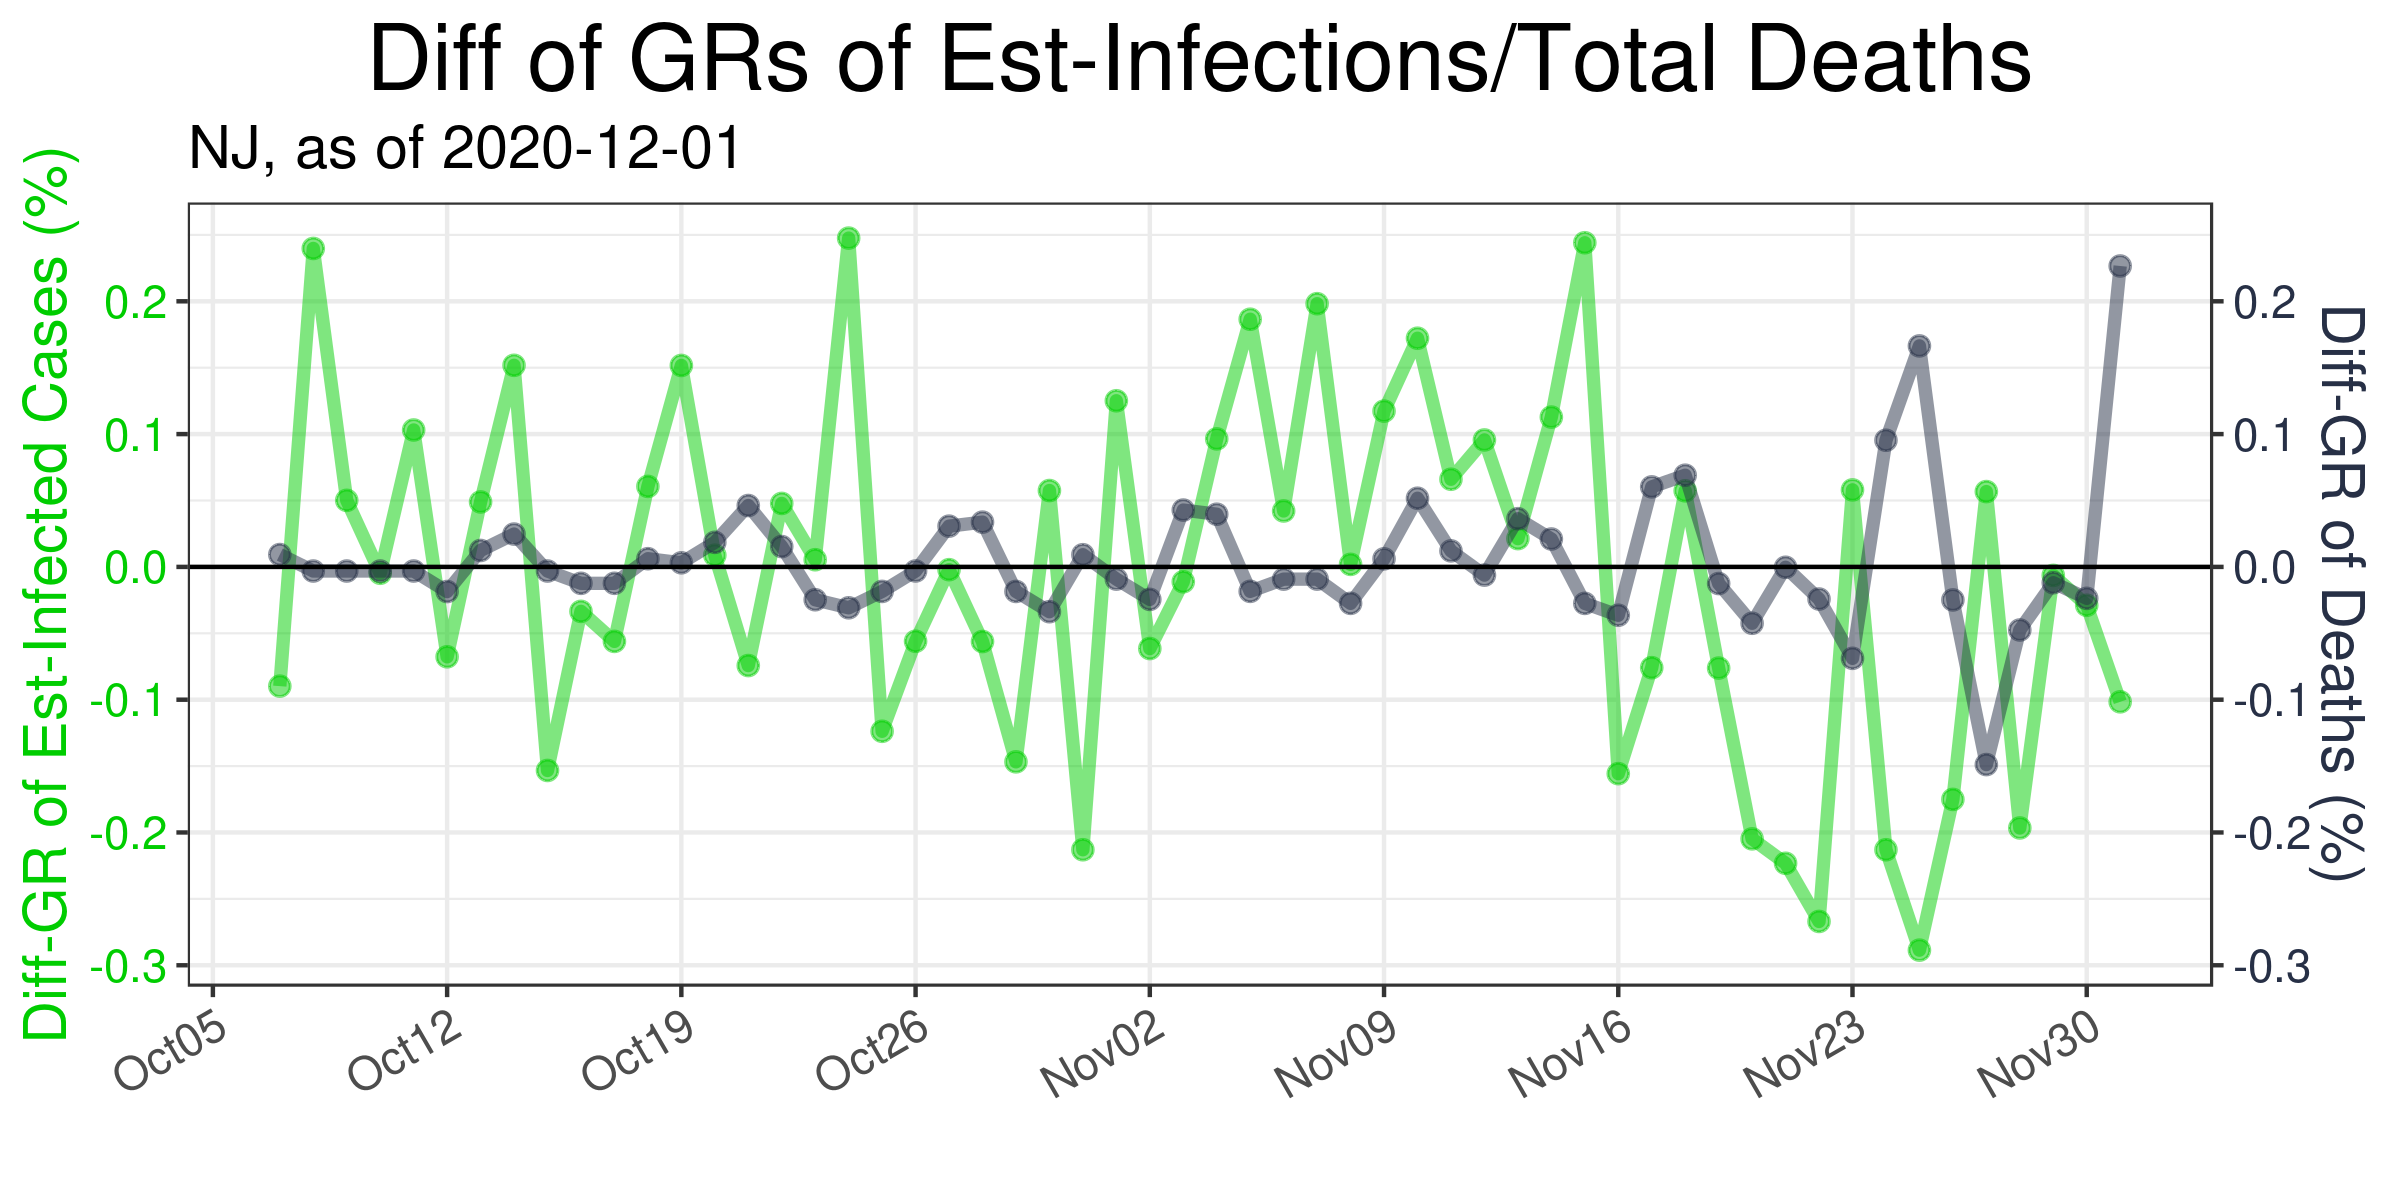 Diff of GRs of Est-Infections/Total Deaths
NJ, as of 2020-12-01
Diff-GR of Est-Infected Cases (%)
0.2
0.1
0.0
-0.1
-0.2
-0.3
0.2
0.1
0.0
-0.1
-0.2
-0.3
Diff-GR of Deaths (%)
Oct05
Oct12
Oct19
Oct26
Nov02
Nov09
Nov16
Nov23
Nov30